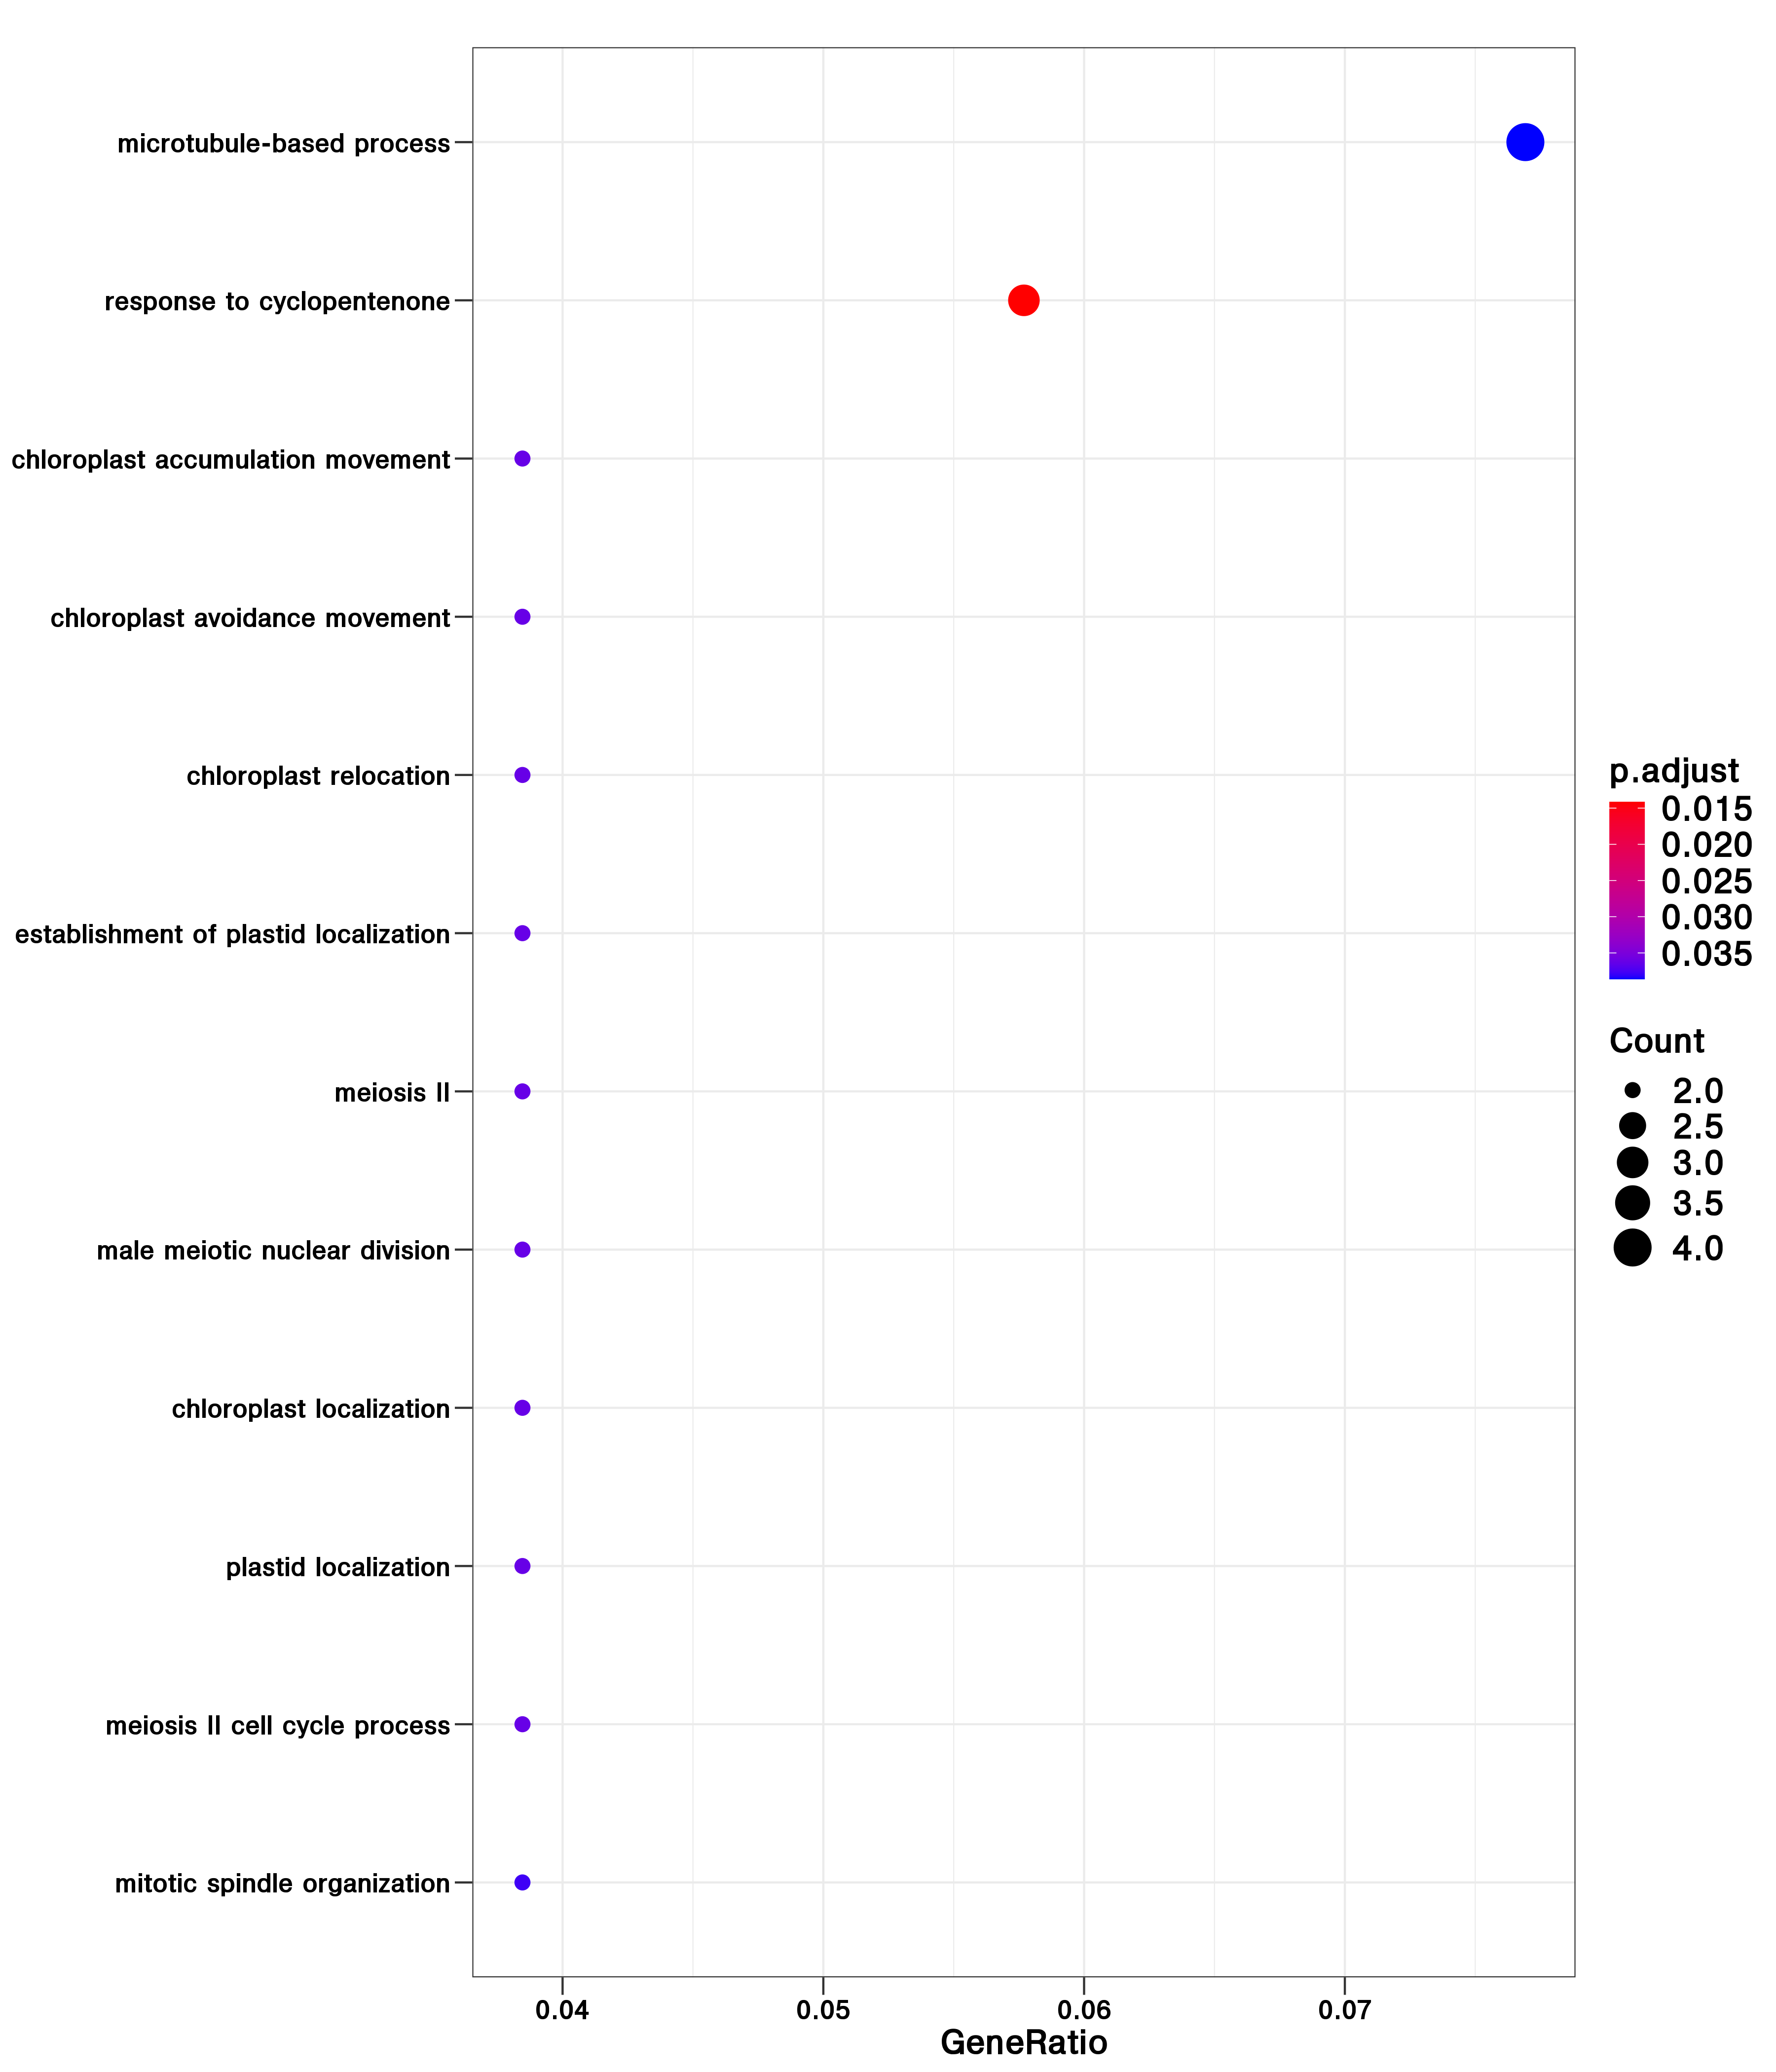 microtubule-based process
response to cyclopentenone
chloroplast accumulation movement
chloroplast avoidance movement
chloroplast relocation
establishment of plastid localization
meiosis II
male meiotic nuclear division
chloroplast localization
plastid localization
meiosis II cell cycle process
mitotic spindle organization
0.04 0.05 0.06 0.07
GeneRatio
p.adjust
0.015
0.020
0.025
0.030
0.035
Count
2.0
2.5
3.0
3.5
4.0